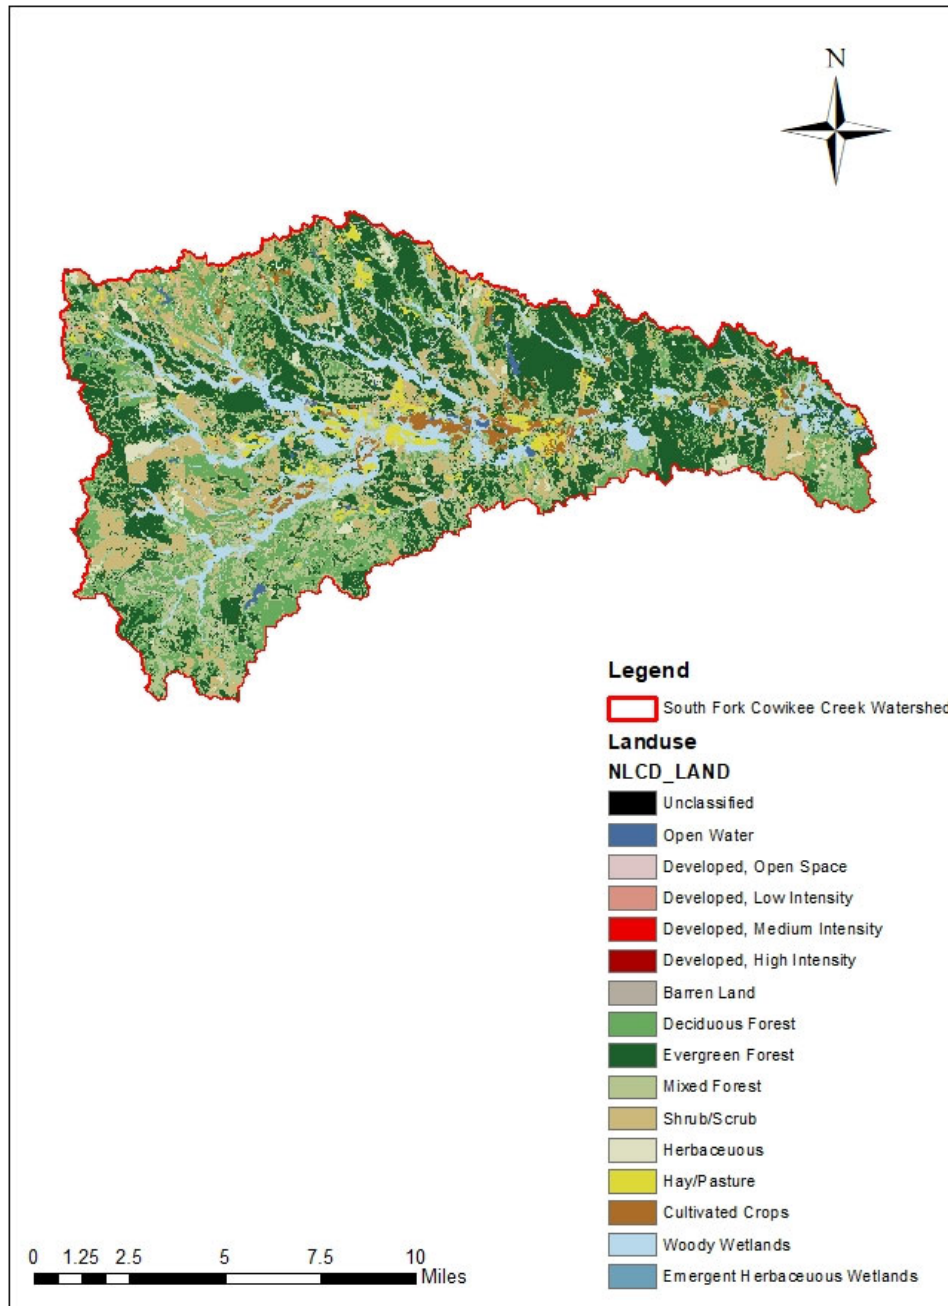 N
Legend
South Fork Cowikee Creek Watershed
Landuse
NLCD_LAND
Unclassified
Open Water
Developed, Open Space
Developed, Low Intensity
Developed, Medium Intensity
Developed, High Intensity
Barren Land
Deciduous Forest
Evergreen Forest
Mixed Forest
Shrub/Scrub
Herbaceuous
Hay/Pasture
Cultivated Crops
Woody Wetlands
Emergent Herbaceuous Wetlands
0 1.25 2.5 5 7.5 10
Miles